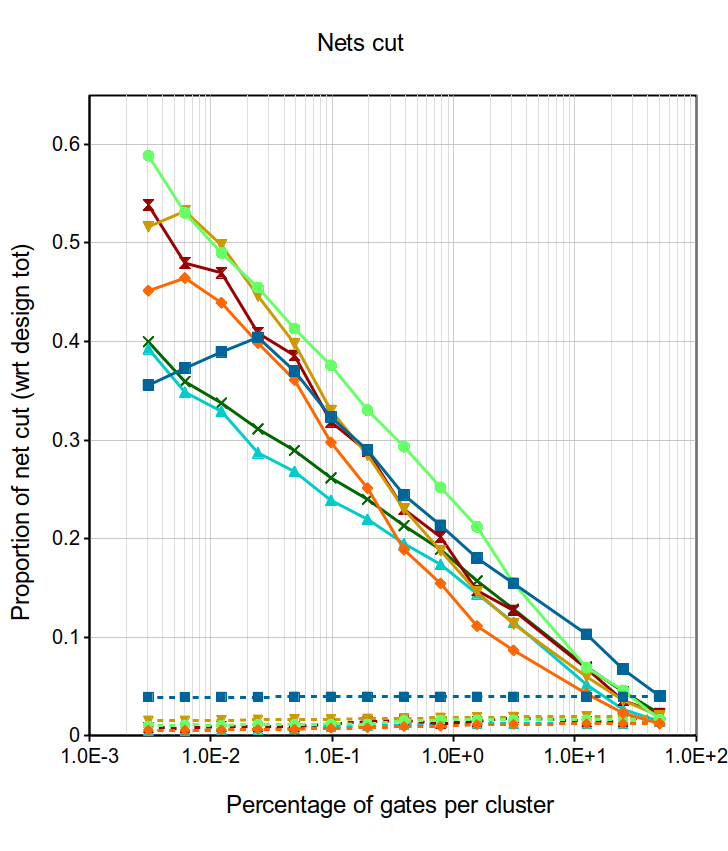 Nets cut
Proportion of net cut (wrt design tot)
0.6
0.5
0.4
0.3
0.2
0.1
0
1.0E-3 1.0E-2 1.0E-1 1.0E+0 1.0E+1 1.0E+2
Percentage of gates per cluster